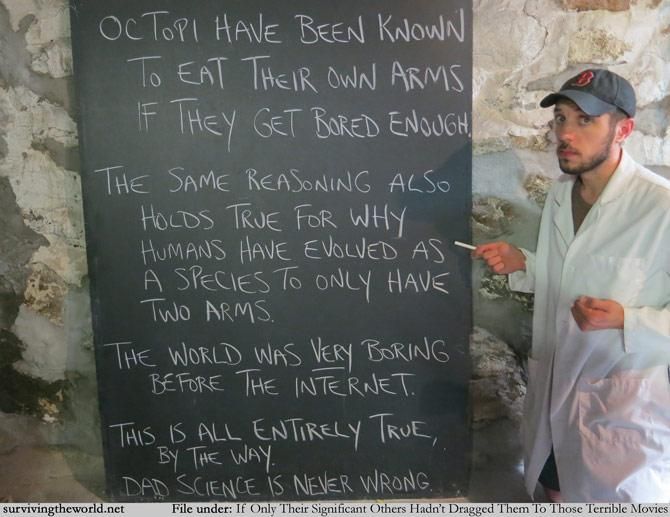 OCTOPI HAVE BEEN KNOWN
TO EAT THEIR OWN ARMS
IF THEY GET BORED ENOUGH.
THE SAME REASONING ALSO
HOLDS TRUE FOR WHY
HUMANS HAVE EVOLVED AS
A SPECIES TO ONLY HAVE
TWO ARMS.
THE WORLD WAS VERY BORING
BEFORE THE INTERNET.
THIS IS ALL ENTIRELY TRUE,
BY THE WAY.
DAD SCIENCE IS NEVER WRONG.
B
survivingtheworld.net File under: If Only Their Significant Others Hadn't Dragged Them To Those Terrible Movies